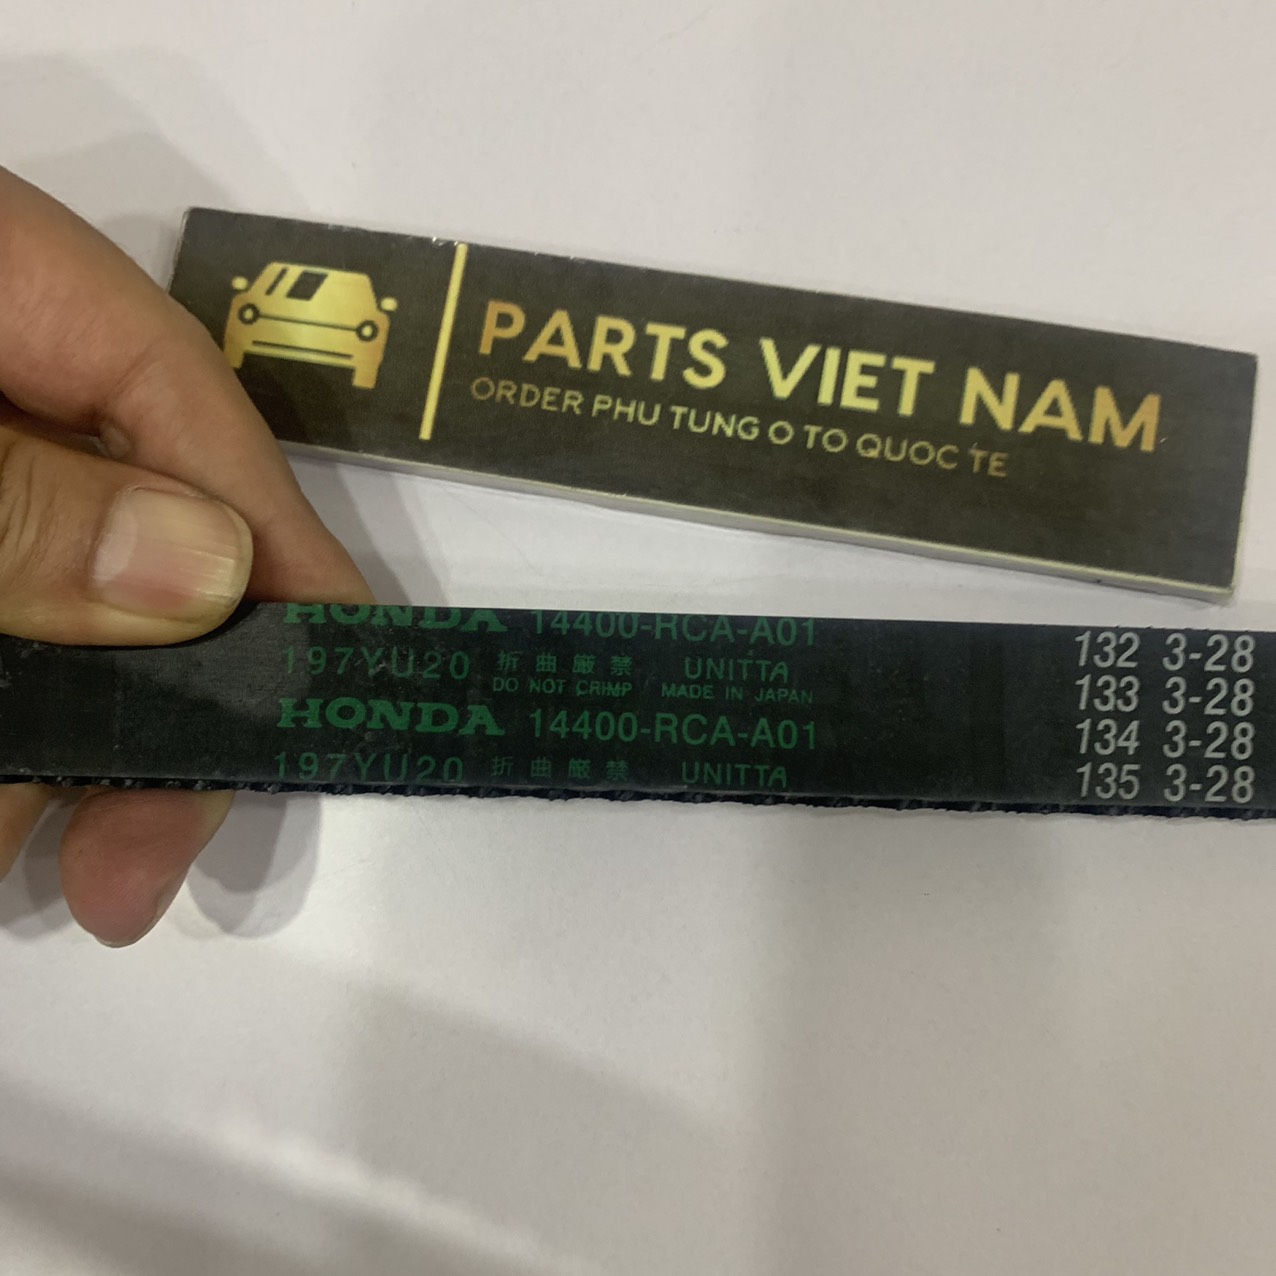 PARTS VIET NAM
ORDER PHU TUNG O TO QUOC TE
HONDA 14400-RCA-A01
197YU20 折曲厳禁 UNITTA
DO NOT CRIMP MADE IN JAPAN
HONDA 14400-RCA-A01
197YU20 折曲厳禁 UNITTA
132 3-28
133 3-28
134 3-28
135 3-28